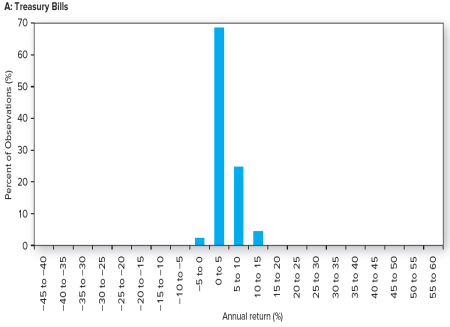 A: Treasury Bills
Percent of Observations (%)
70
60
50
40
30
20
10
0
−45 to −40
−40 to −35
−35 to −30
−30 to −25
−25 to −20
−20 to −15
−15 to −10
−10 to −5
−5 to 0
0 to 5
5 to 10
10 to 15
15 to 20
20 to 25
25 to 30
30 to 35
35 to 40
40 to 45
45 to 50
50 to 55
55 to 60
Annual return (%)